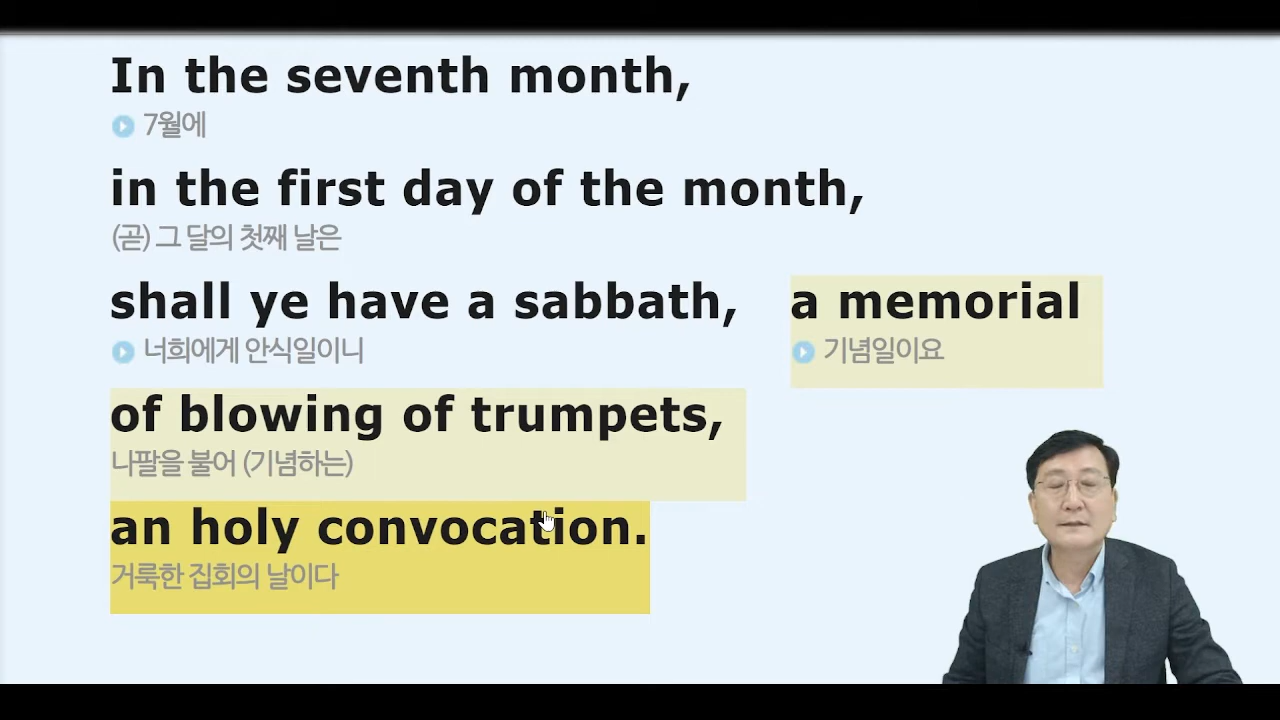 In the seventh month,
7월에
in the first day of the month,
(곧) 그 달의 첫째 날은
shall ye have a sabbath, a memorial
너희에게 안식일이니 기념일이요
of blowing of trumpets,
나팔을 불어 (기념하는)
an holy convocation.
거룩한 집회의 날이다